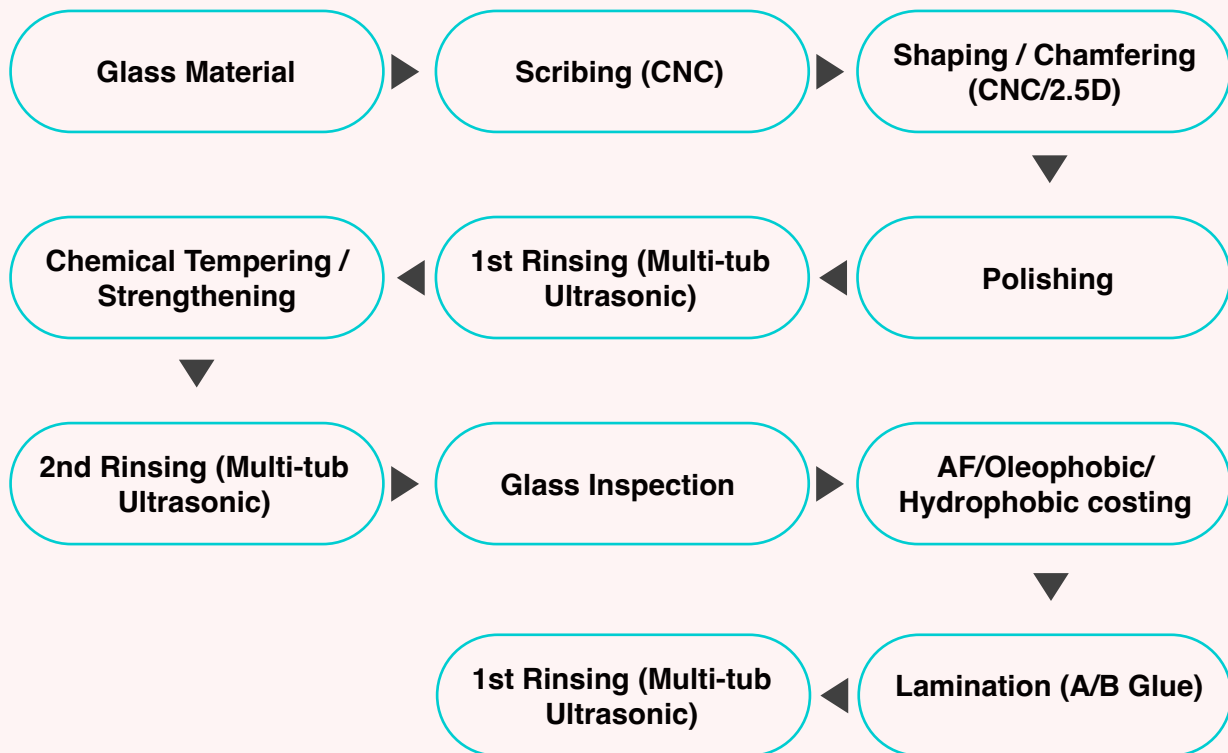 Glass Material
Scribing (CNC)
Shaping / Chamfering
(CNC/2.5D)
Polishing
1st Rinsing (Multi-tub
Ultrasonic)
Chemical Tempering /
Strengthening
2nd Rinsing (Multi-tub
Ultrasonic)
Glass Inspection
AF/Oleophobic/
Hydrophobic costing
Lamination (A/B Glue)
1st Rinsing (Multi-tub
Ultrasonic)